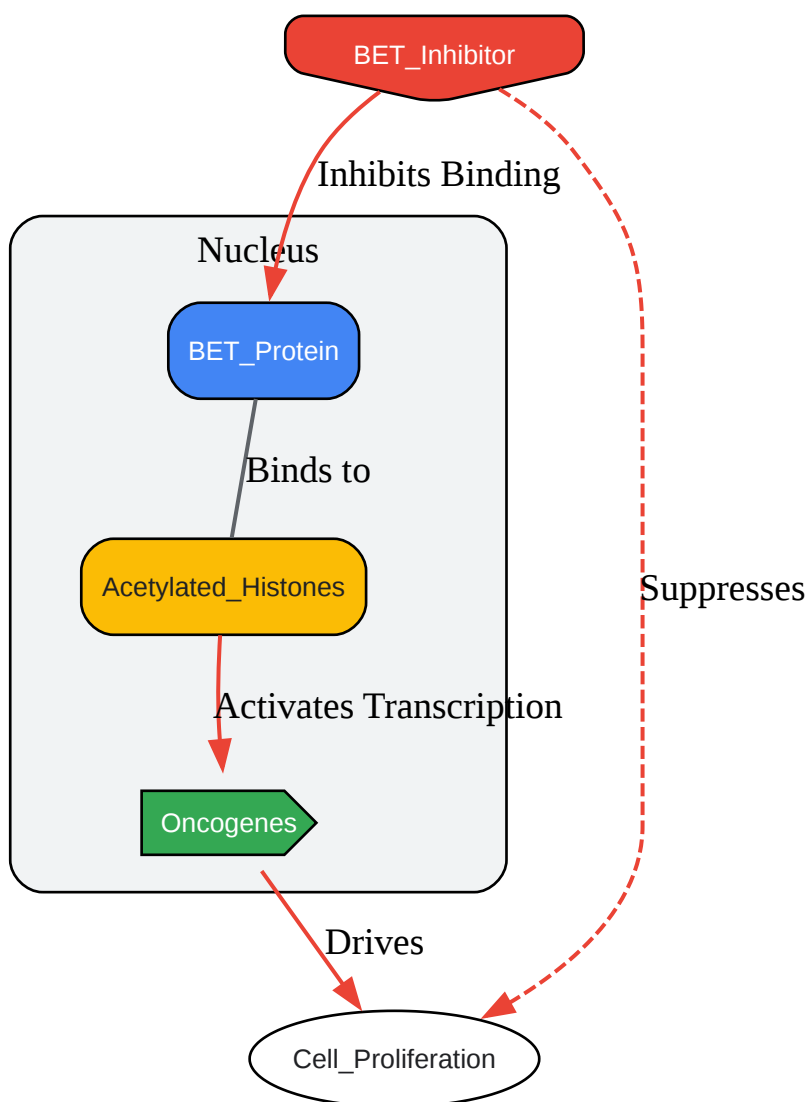 BET_Inhibitor
Inhibits Binding
Nucleus
BET_Protein
Binds to
Acetylated_Histones
Suppresses
Activates Transcription
Oncogenes
Drives
Cell_Proliferation